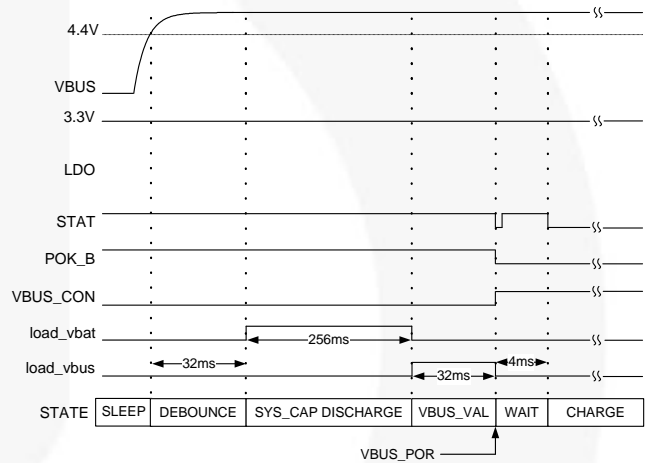 4.4V
VBUS
3.3V
LDO
STAT
POK_B
VBUS_CON
load_vbat
256ms
load_vbus
32ms
32ms
4ms
STATE SLEEP DEBOUNCE SYS_CAP DISCHARGE VBUS_VAL WAIT CHARGE
VBUS_POR